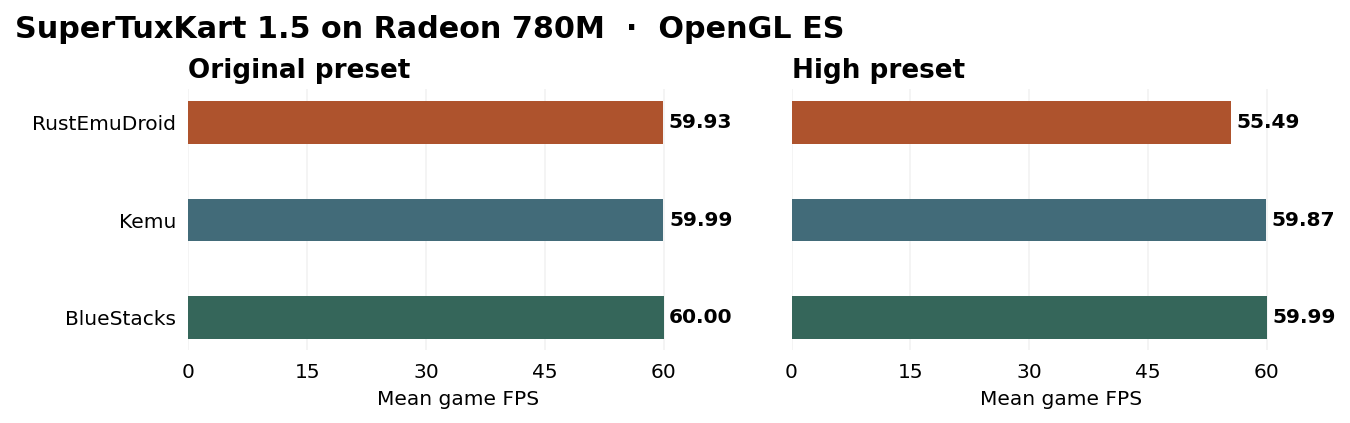 SuperTuxKart 1.5 on Radeon 780M · OpenGL ES
Original preset
RustEmuDroid 59.93
Kemu 59.99
BlueStacks 60.00
0 15 30 45 60
Mean game FPS
High preset
55.49
59.87
59.99
0 15 30 45 60
Mean game FPS